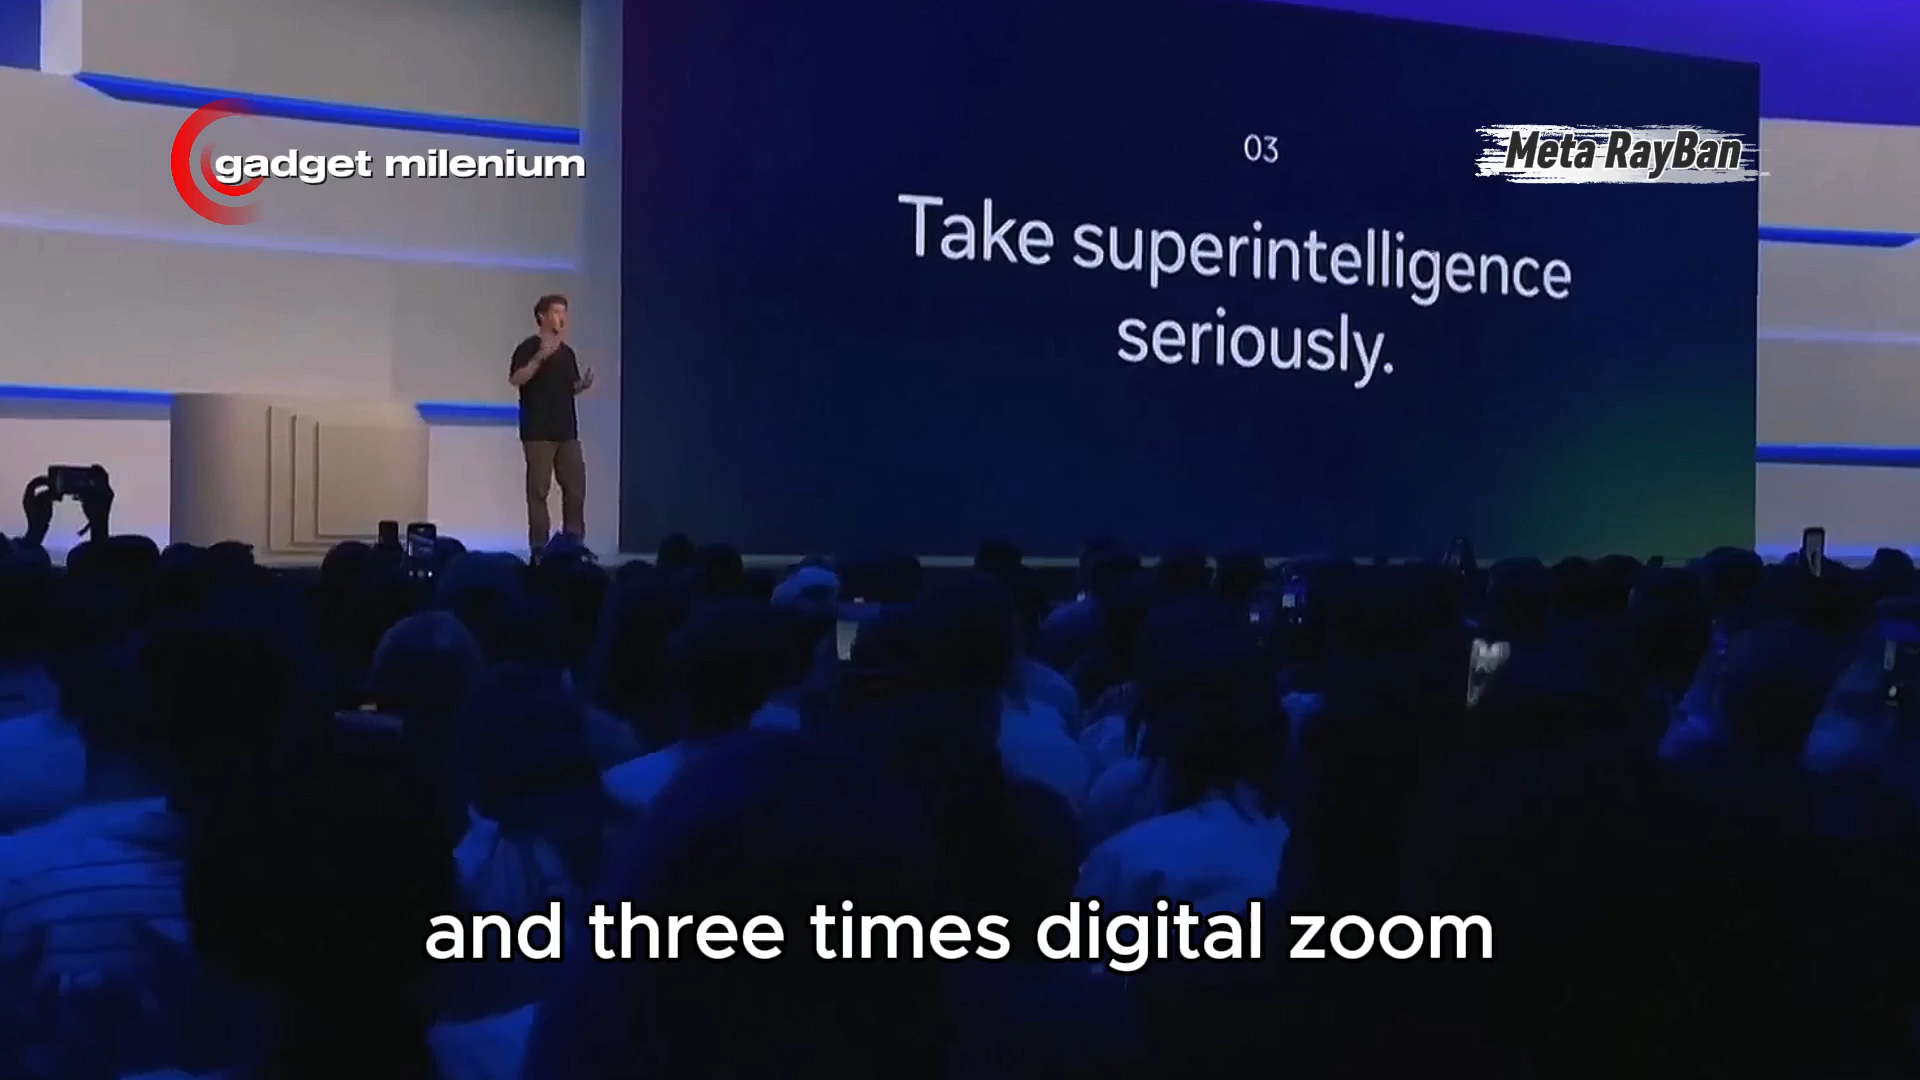 gadget milenium
Meta RayBan
03
Take superintelligence
seriously.
and three times digital zoom